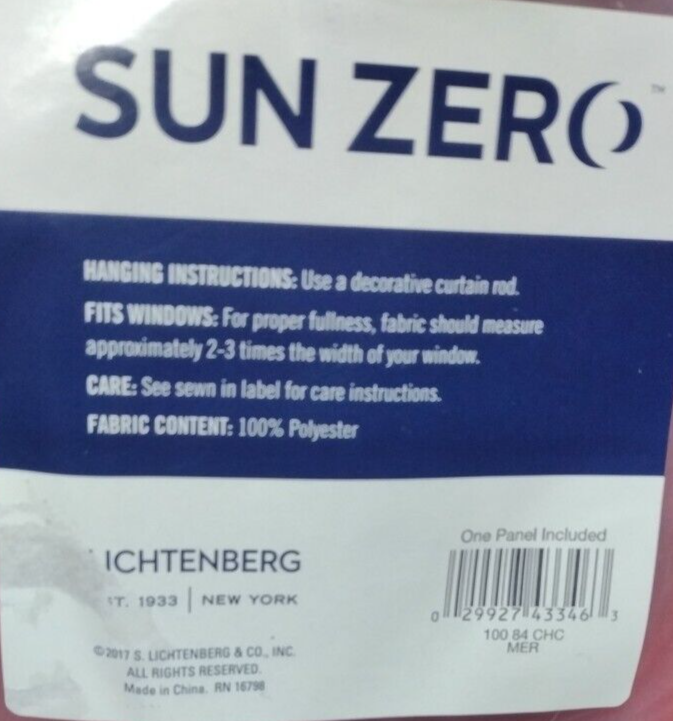 SUN ZERO™
HANGING INSTRUCTIONS: Use a decorative curtain rod.
FITS WINDOWS: For proper fullness, fabric should measure
approximately 2-3 times the width of your window.
CARE: See sewn in label for care instructions.
FABRIC CONTENT: 100% Polyester
ICHTENBERG
T. 1933 | NEW YORK
©2017 S. LICHTENBERG & CO., INC.
ALL RIGHTS RESERVED.
Made in China. RN 16798
One Panel Included
0 29927 43346 3
100 84 CHC
MER